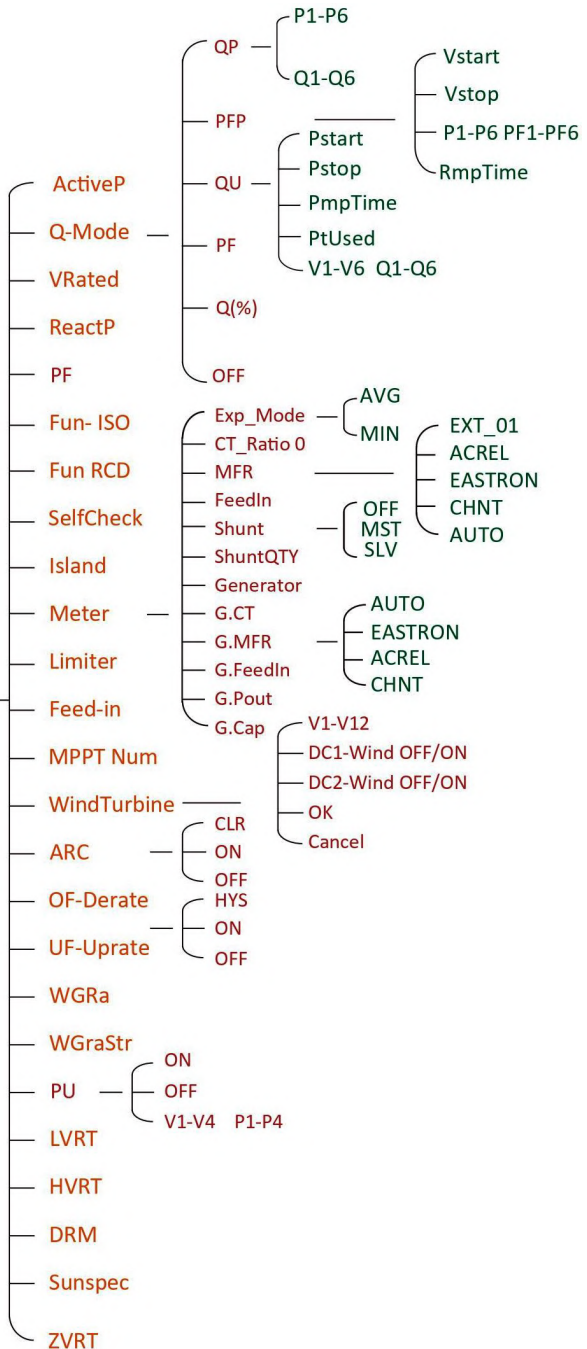 ActiveP
Q-Mode
VRated
ReactP
PF
Fun- ISO
Fun RCD
SelfCheck
Island
Meter
Limiter
Feed-in
MPPT Num
WindTurbine
ARC
OF-Derate
UF-Uprate
WGRa
WGraStr
PU
LVRT
HVRT
DRM
Sunspec
ZVRT
QP
PFP
QU
PF
Q(%)
OFF
P1-P6
Q1-Q6
Vstart
Vstop
P1-P6 PF1-PF6
RmpTime
Pstart
Pstop
PmpTime
PtUsed
V1-V6 Q1-Q6
Exp_Mode
CT_Ratio 0
MFR
FeedIn
Shunt
ShuntQTY
Generator
G.CT
G.MFR
G.FeedIn
G.Pout
G.Cap
AVG
MIN
EXT_01
ACREL
EASTRON
CHNT
AUTO
OFF
MST
SLV
AUTO
EASTRON
ACREL
CHNT
V1-V12
DC1-Wind OFF/ON
DC2-Wind OFF/ON
OK
Cancel
CLR
ON
OFF
HYS
ON
OFF
ON
OFF
V1-V4 P1-P4